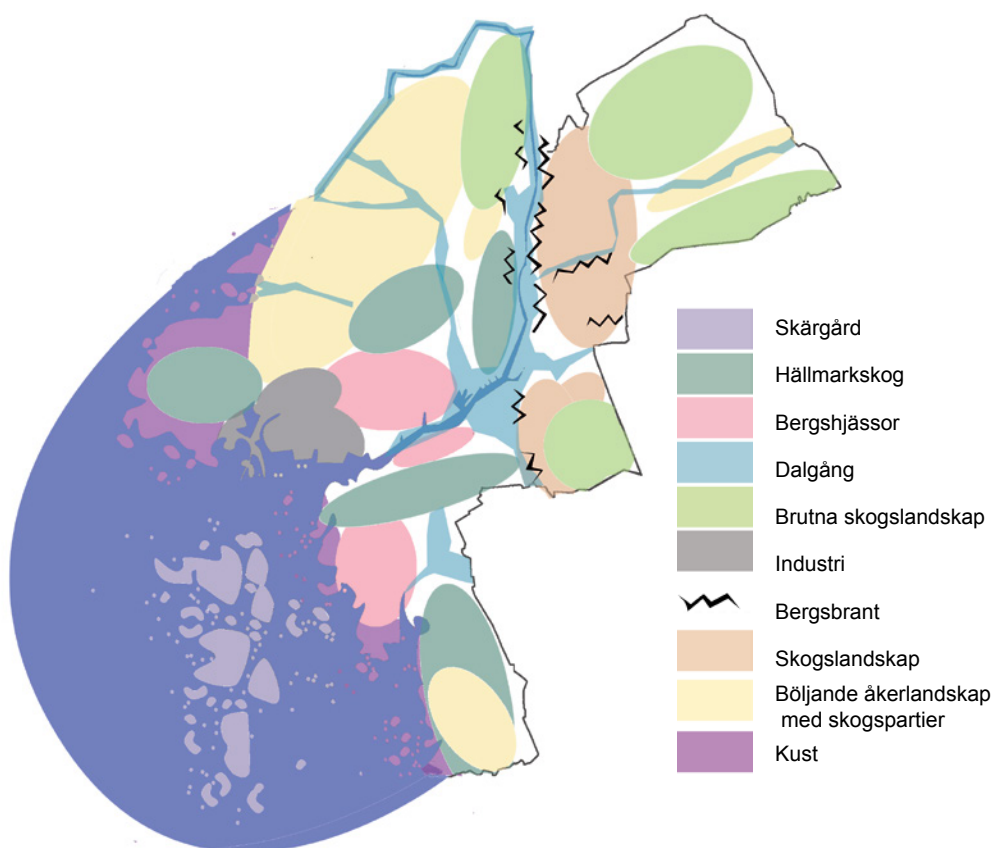 Skärgård
Hällmarkskog
Bergshjässor
Dalgång
Brutna skogslandskap
Industri
Bergsbrant
Skogslandskap
Böljande åkerlandskap
med skogspartier
Kust